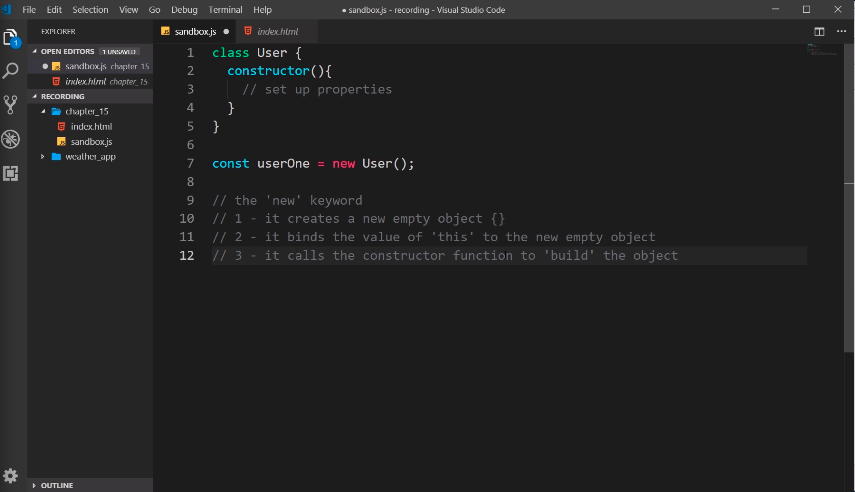 File Edit Selection View Go Debug Terminal Help ● sandbox.js - recording - Visual Studio Code
EXPLORER
OPEN EDITORS 1 UNSAVED
sandbox.js chapter_15
index.html chapter_15
RECORDING
chapter_15
index.html
sandbox.js
weather_app
OUTLINE
1
sandbox.js ● index.html
1 class User {
2 constructor(){
3 // set up properties
4 }
5 }
6
7 const userOne = new User();
8
9 // the 'new' keyword
10 // 1 - it creates a new empty object {}
11 // 2 - it binds the value of 'this' to the new empty object
12 // 3 - it calls the constructor function to 'build' the object